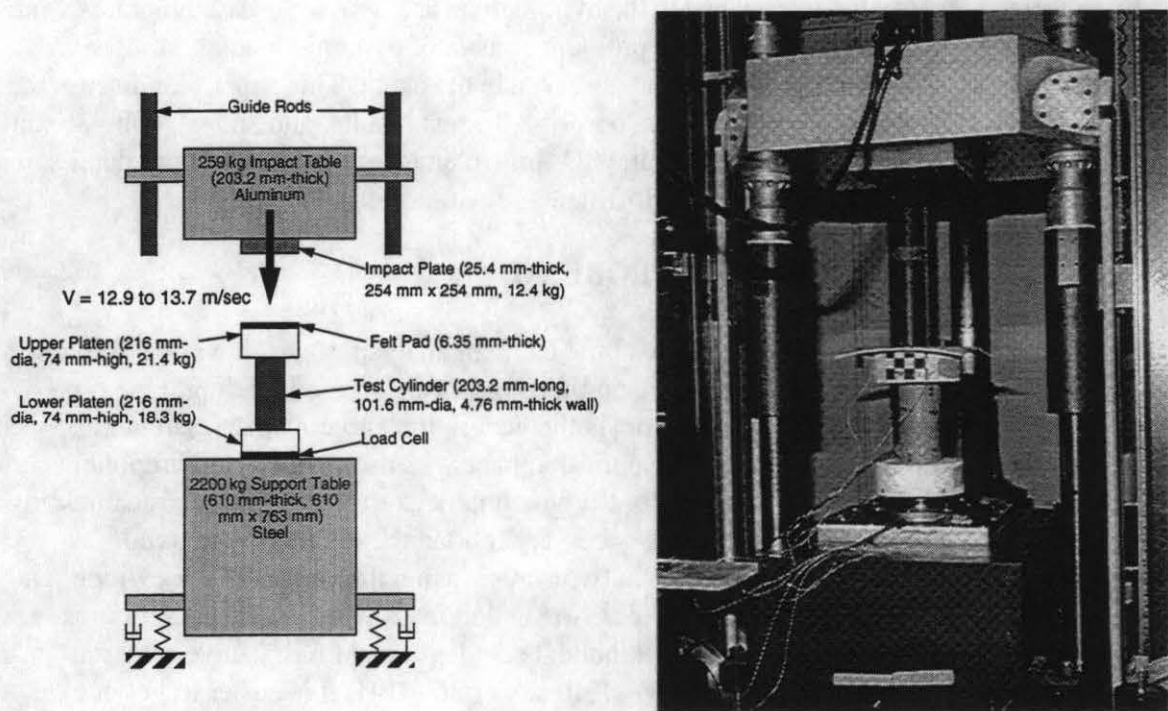 Guide Rods
259 kg Impact Table
(203.2 mm-thick)
Aluminum
Impact Plate (25.4 mm-thick,
254 mm x 254 mm, 12.4 kg)
V = 12.9 to 13.7 m/sec
Upper Platen (216 mm-
dia, 74 mm-high, 21.4 kg)
Felt Pad (6.35 mm-thick)
Test Cylinder (203.2 mm-long,
101.6 mm-dia, 4.76 mm-thick wall)
Lower Platen (216 mm-
dia, 74 mm-high, 18.3 kg)
Load Cell
2200 kg Support Table
(610 mm-thick, 610
mm x 763 mm)
Steel